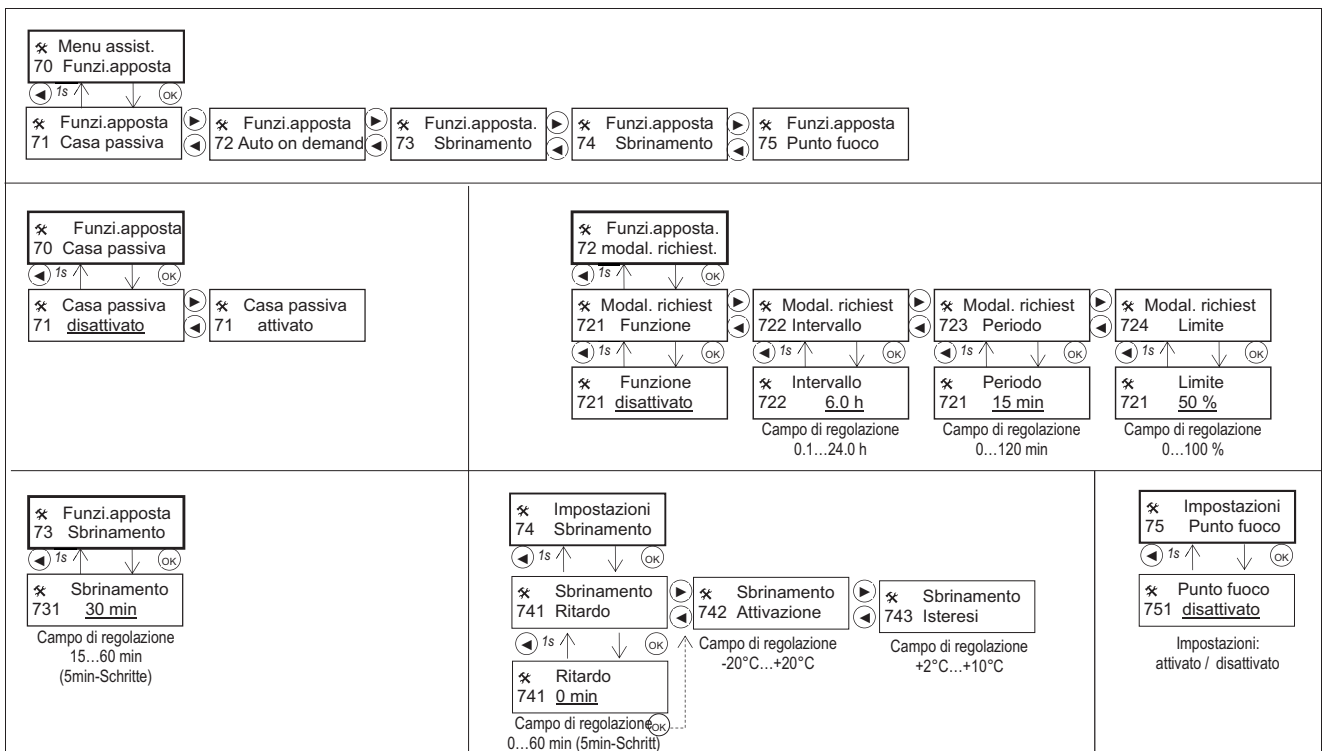 Menu assist.
70 Funzi.apposta
1s OK
Funzi.apposta
71 Casa passiva
Funzi.apposta
72 Auto on demand
Funzi.apposta.
73 Sbrinamento
Funzi.apposta
74 Sbrinamento
Funzi.apposta
75 Punto fuoco
Funzi.apposta
70 Casa passiva
1s OK
Casa passiva
71 disattivato
Casa passiva
71 attivato
Funzi.apposta.
72 modal. richiest.
1s OK
Modal. richiest
721 Funzione
Modal. richiest
722 Intervallo
Modal. richiest
723 Periodo
Modal. richiest
724 Limite
1s OK
1s OK
1s OK
1s OK
Funzione
721 disattivato
Intervallo
722 6.0 h
Periodo
721 15 min
Limite
721 50 %
Campo di regolazione
0.1…24.0 h
Campo di regolazione
0…120 min
Campo di regolazione
0…100 %
Funzi.apposta
73 Sbrinamento
1s OK
Sbrinamento
731 30 min
Campo di regolazione
15…60 min
(5min-Schritte)
Impostazioni
74 Sbrinamento
1s OK
Sbrinamento
741 Ritardo
Sbrinamento
742 Attivazione
Sbrinamento
743 Isteresi
1s OK
Campo di regolazione
-20°C…+20°C
Campo di regolazione
+2°C…+10°C
Ritardo
741 0 min
Campo di regolazione OK
0…60 min (5min-Schritt)
Impostazioni
75 Punto fuoco
1s OK
Punto fuoco
751 disattivato
Impostazioni:
attivato / disattivato